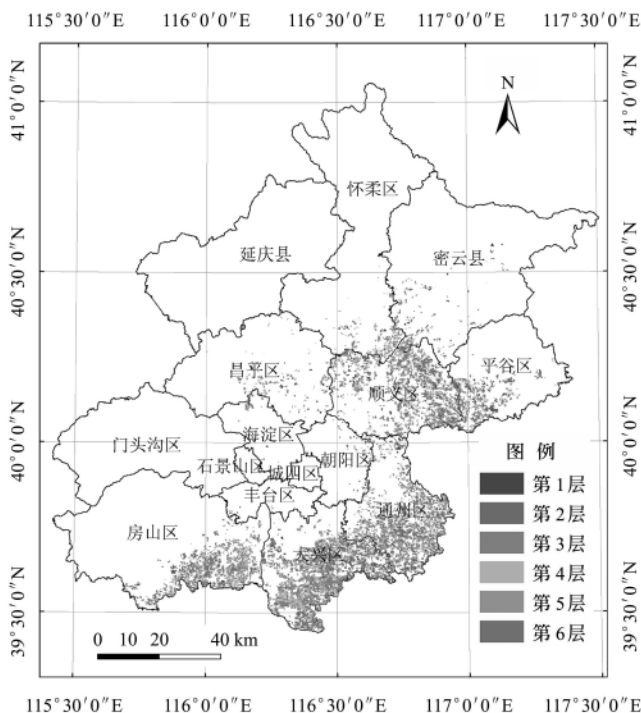 115°30′0″E 116°0′0″E 116°30′0″E 117°0′0″E 117°30′0″E
41°0′0″N
40°30′0″N
40°0′0″N
39°30′0″N
N
怀柔区
延庆县
密云县
昌平区
平谷区
顺义区
海淀区
门头沟区
石景山区
城四区
朝阳区
丰台区
通州区
房山区
大兴区
图 例
第1层
第2层
第3层
第4层
第5层
第6层
0 10 20 40 km
41°0′0″N
40°30′0″N
40°0′0″N
39°30′0″N
115°30′0″E 116°0′0″E 116°30′0″E 117°0′0″E 117°30′0″E